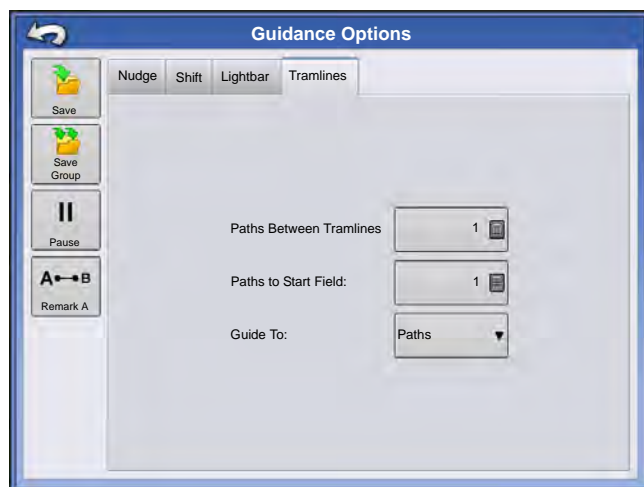 Guidance Options
Nudge Shift Lightbar Tramlines
Save
Save
Group
Pause
A B
Remark A
Paths Between Tramlines 1
Paths to Start Field: 1
Guide To: Paths